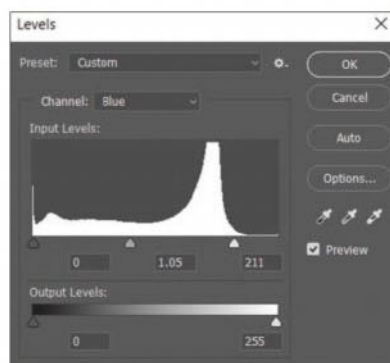 Levels
Preset: Custom
OK
Channel: Blue
Cancel
Input Levels:
Auto
Options...
Preview
0 1.05 211
Output Levels:
0 255